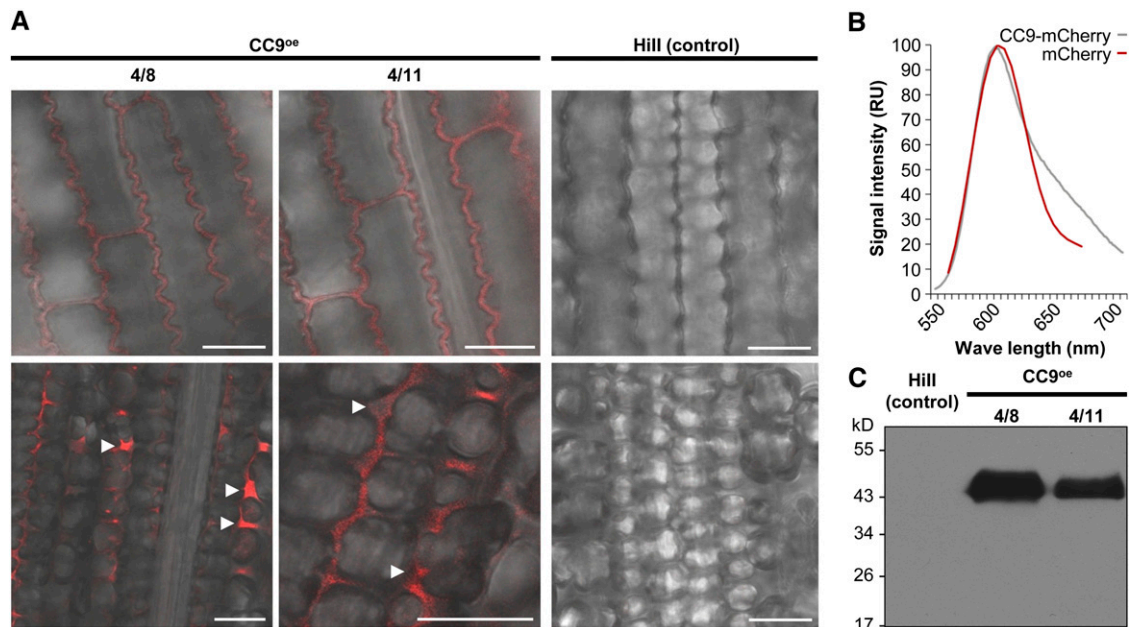 A
CC9ᵒᵉ
Hill (control)
4/8
4/11
B
CC9-mCherry
mCherry
Signal intensity (RU)
100
90
80
70
60
50
40
30
20
10
0
550
600
650
700
Wave length (nm)
C
Hill
(control)
CC9ᵒᵉ
kD
4/8
4/11
55
43
34
26
17